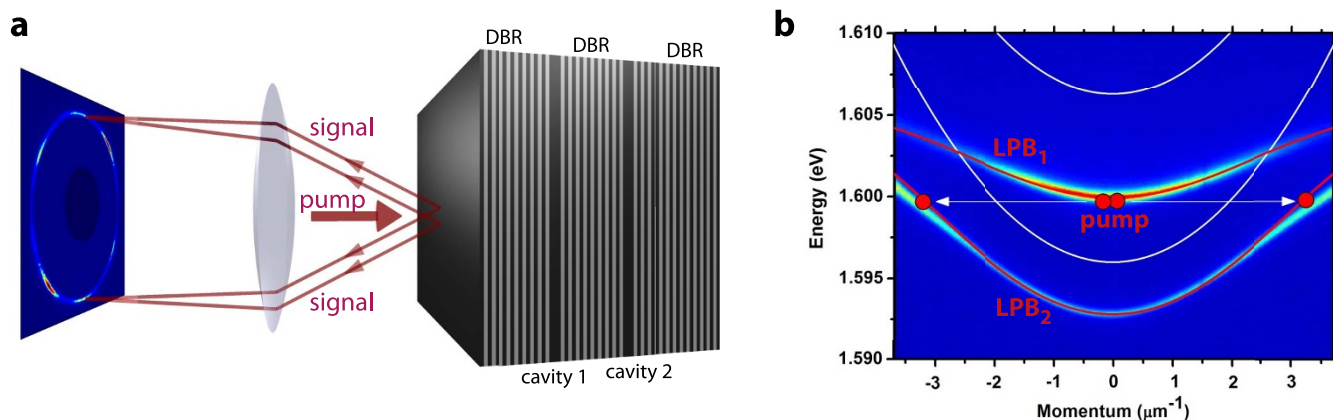 a
DBR DBR DBR
signal
pump
signal
cavity 1 cavity 2
b
1.610
1.605
1.600
1.595
1.590
Energy (eV)
LPB₁
pump
LPB₂
-3 -2 -1 0 1 2 3
Momentum (μm⁻¹)